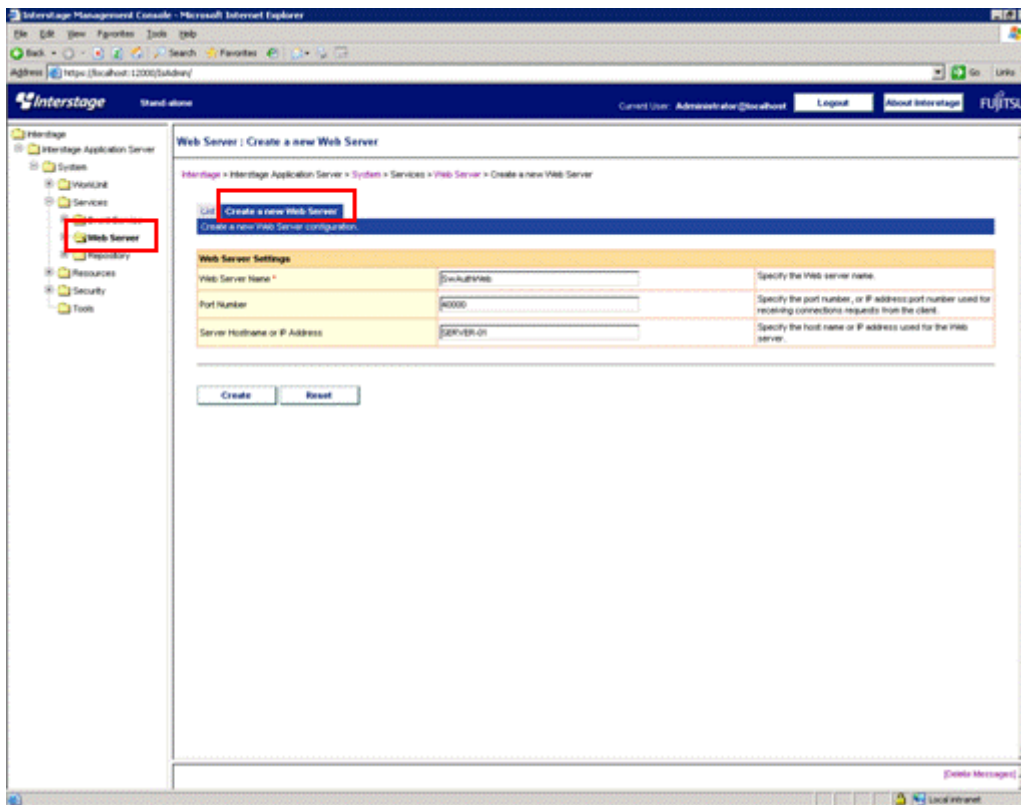 Interstage Management Console - Microsoft Internet Explorer
File Edit View Favorites Tools Help
Back Search Favorites
Address https://localhost:12000/IsAdmin/ Go Links
Interstage Stand-alone Current User: Administrator@localhost Logout About Interstage FUJITSU
Interstage
Interstage Application Server
System
WorkUnit
Services
Web Server
Repository
Resources
Security
Tools
Web Server : Create a new Web Server
Interstage > Interstage Application Server > System > Services > Web Server > Create a new Web Server
List Create a new Web Server
Create a new Web Server configuration.
Web Server Settings
Web Server Name * SwAuthWeb Specify the Web server name.
Port Number 40000 Specify the port number, or IP address:port number used for
receiving connections requests from the client.
Server Hostname or IP Address SERVER-01 Specify the host name or IP address used for the Web
server.
Create Reset
[Delete Messages]
Local intranet